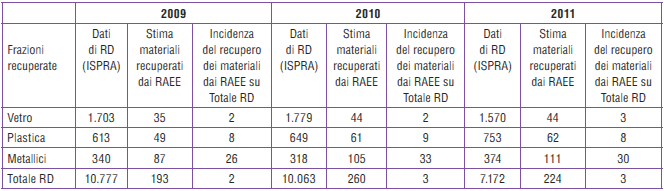 2009 2010 2011
Frazioni recuperate | Dati di RD (ISPRA) | Stima materiali recuperati dai RAEE | Incidenza del recupero dei materiali dai RAEE su Totale RD | Dati di RD (ISPRA) | Stima materiali recuperati dai RAEE | Incidenza del recupero dei materiali dai RAEE su Totale RD | Dati di RD (ISPRA) | Stima materiali recuperati dai RAEE | Incidenza del recupero dei materiali dai RAEE su Totale RD
Vetro 1.703 35 2 1.779 44 2 1.570 44 3
Plastica 613 49 8 649 61 9 753 62 8
Metallici 340 87 26 318 105 33 374 111 30
Totale RD 10.777 193 2 10.063 260 3 7.172 224 3